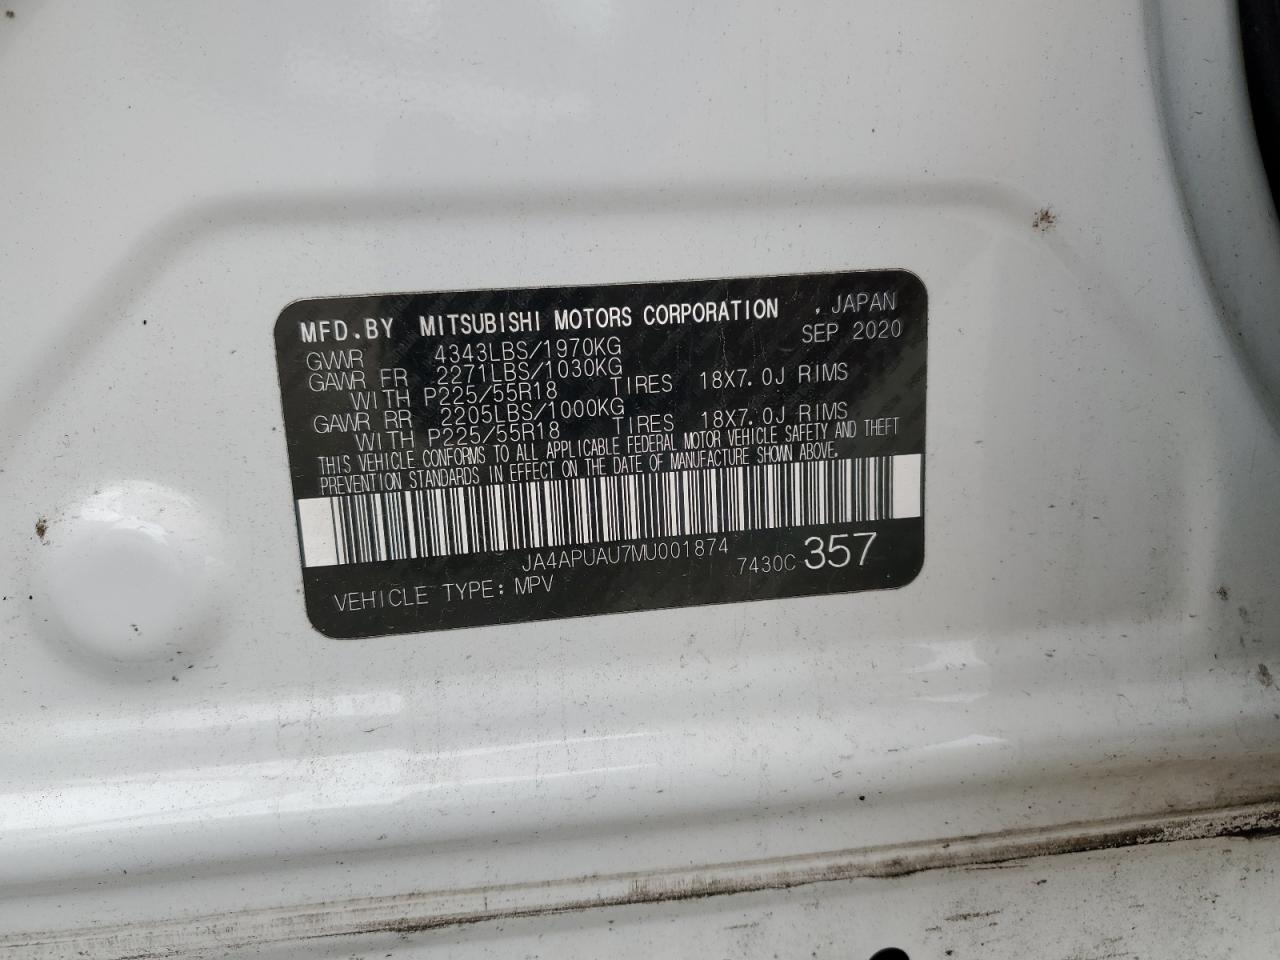 MFD.BY MITSUBISHI MOTORS CORPORATION , JAPAN
SEP 2020
GVWR 4343LBS/1970KG
GAWR FR 2271LBS/1030KG
WITH P225/55R18 TIRES 18X7.0J RIMS
GAWR RR 2205LBS/1000KG
WITH P225/55R18 TIRES 18X7.0J RIMS
THIS VEHICLE CONFORMS TO ALL APPLICABLE FEDERAL MOTOR VEHICLE SAFETY AND THEFT
PREVENTION STANDARDS IN EFFECT ON THE DATE OF MANUFACTURE SHOWN ABOVE.
JA4APUAU7MU001874
7430C 357
VEHICLE TYPE: MPV